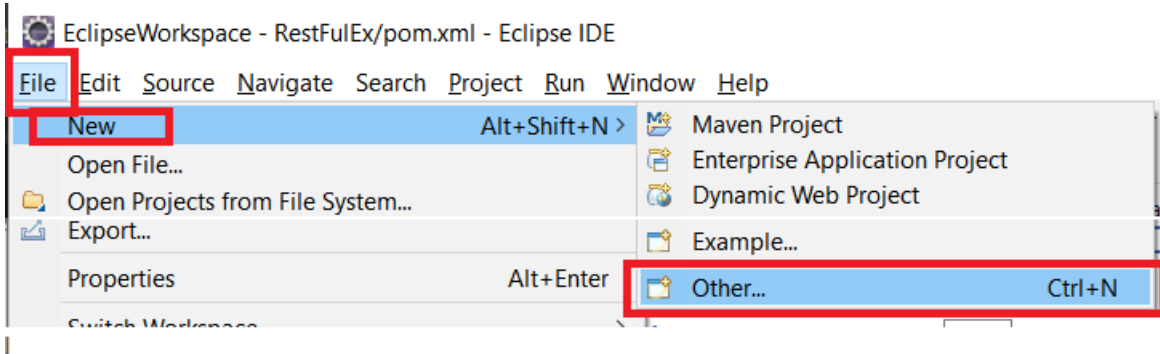 EclipseWorkspace - RestFulEx/pom.xml - Eclipse IDE
File Edit Source Navigate Search Project Run Window Help
New Alt+Shift+N >
Open File...
Open Projects from File System...
Export...
Properties Alt+Enter
Switch Workspace >
Maven Project
Enterprise Application Project
Dynamic Web Project
Example...
Other... Ctrl+N